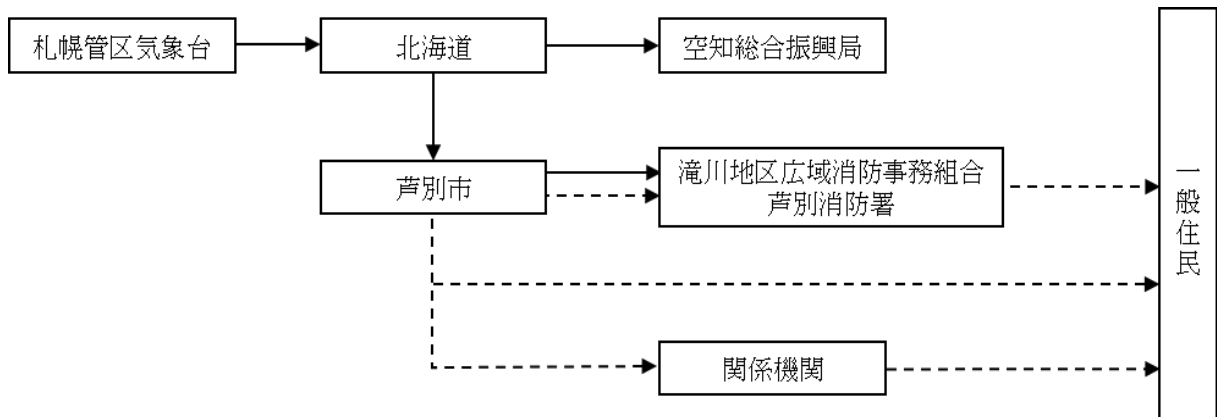 札幌管区気象台
北海道
空知総合振興局
芦別市
滝川地区広域消防事務組合
芦別消防署
関係機関
一般住民